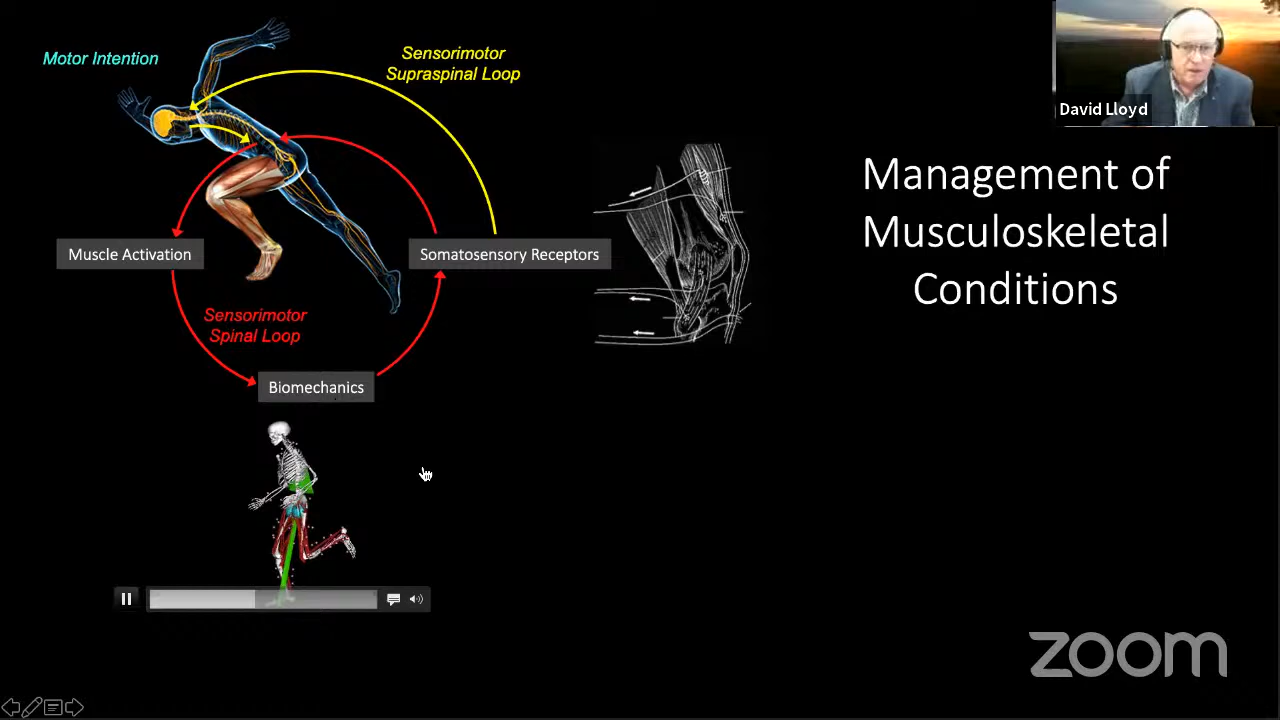 Motor Intention
Sensorimotor
Supraspinal Loop
David Lloyd
Management of
Musculoskeletal
Conditions
Muscle Activation
Somatosensory Receptors
Sensorimotor
Spinal Loop
Biomechanics
zoom